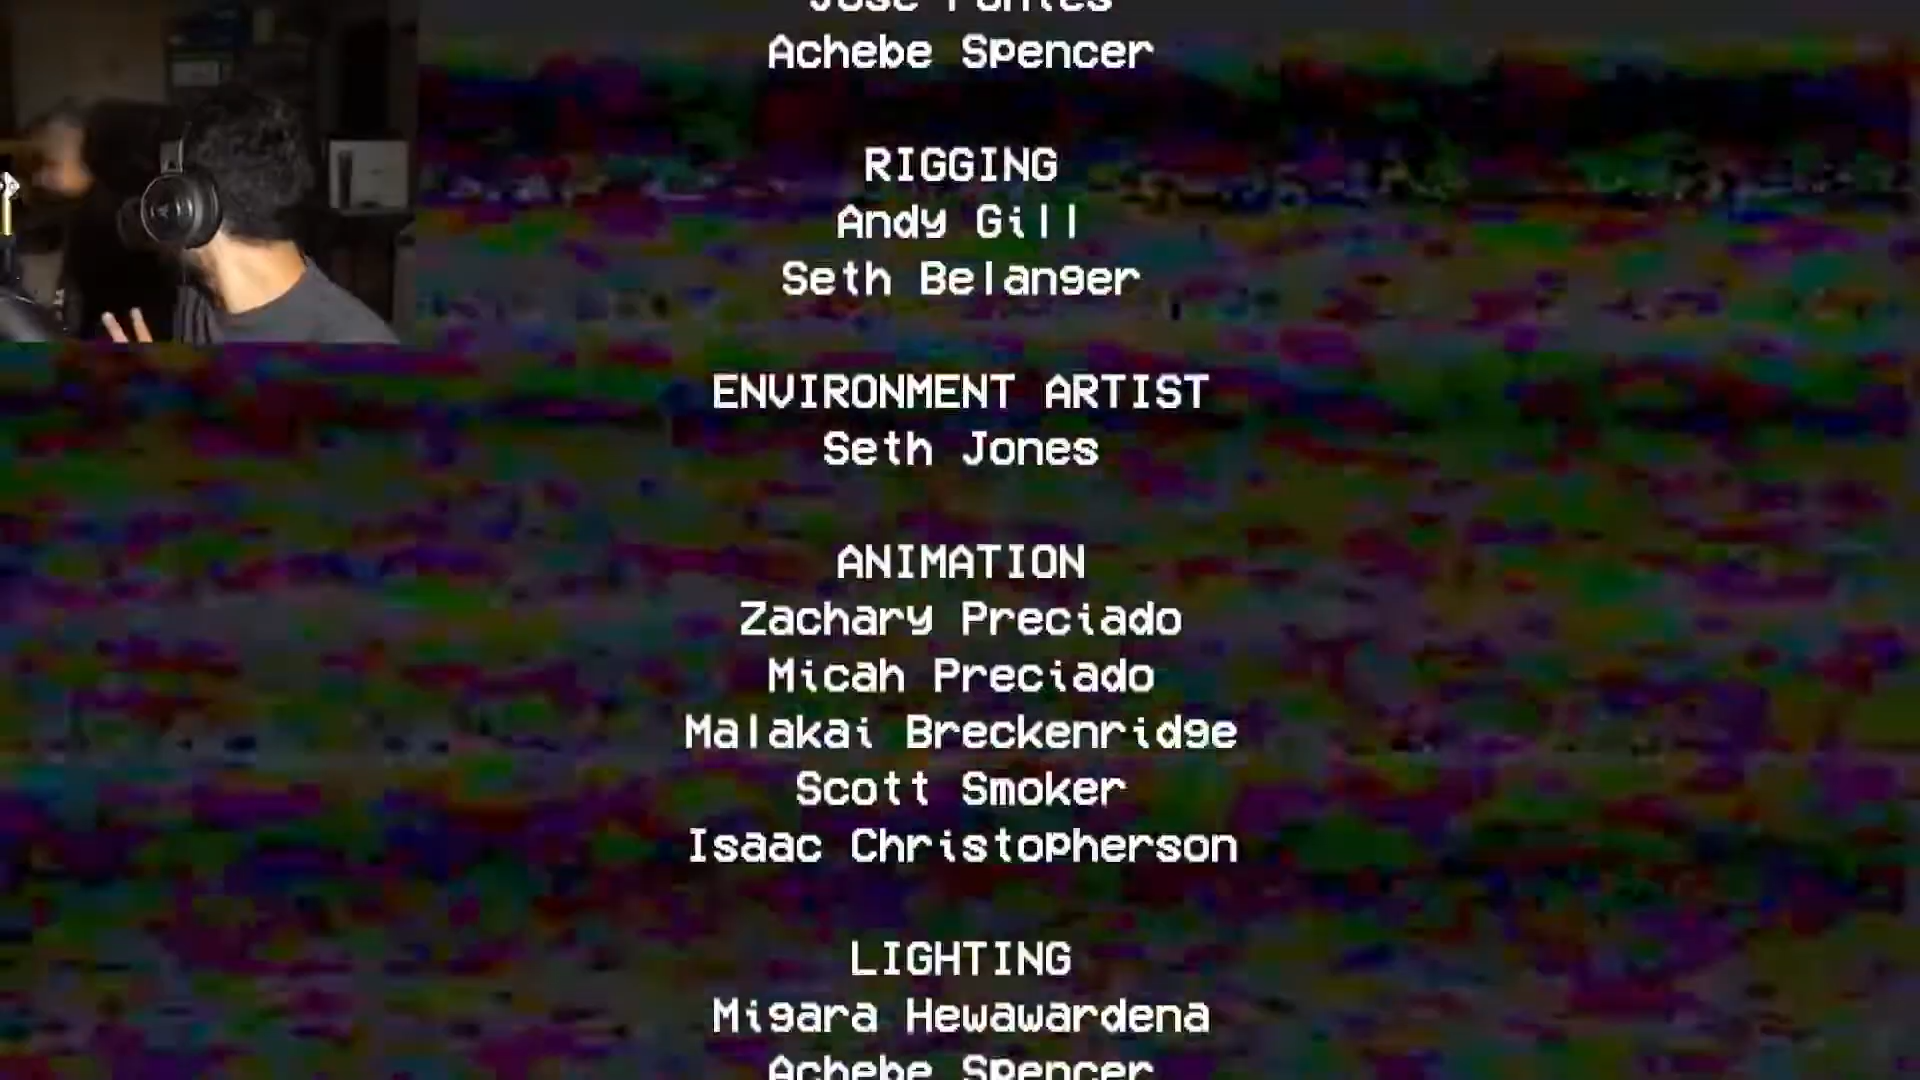 Achebe Spencer
RIGGING
Andy Gill
Seth Belanger
ENVIRONMENT ARTIST
Seth Jones
ANIMATION
Zachary Preciado
Micah Preciado
Malakai Breckenridge
Scott Smoker
Isaac Christopherson
LIGHTING
Migara Hewawardena
Achebe Spencer